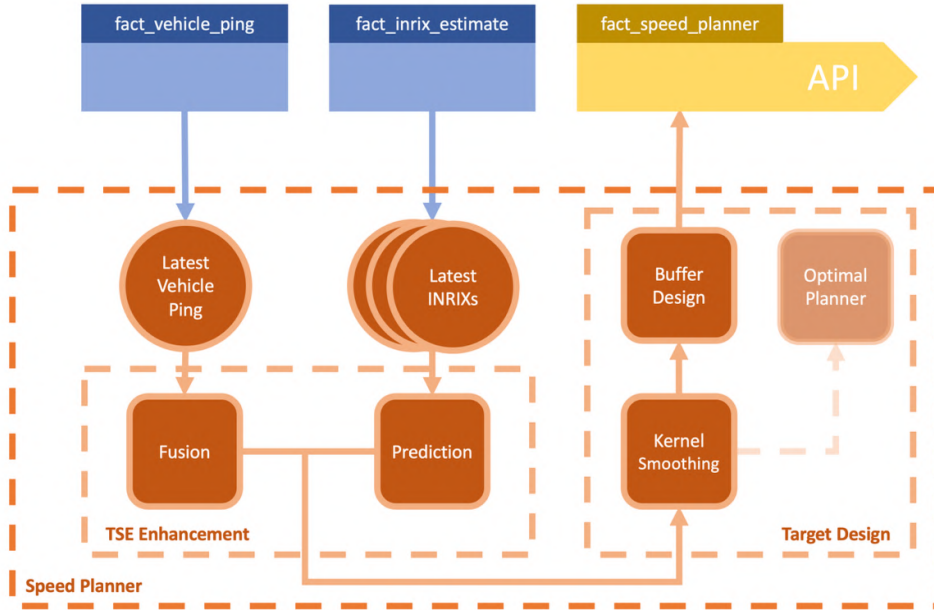 fact_vehicle_ping
fact_inrix_estimate
fact_speed_planner
API
Latest
Vehicle
Ping
Latest
INRIXs
Buffer
Design
Optimal
Planner
Fusion
Prediction
Kernel
Smoothing
TSE Enhancement
Target Design
Speed Planner